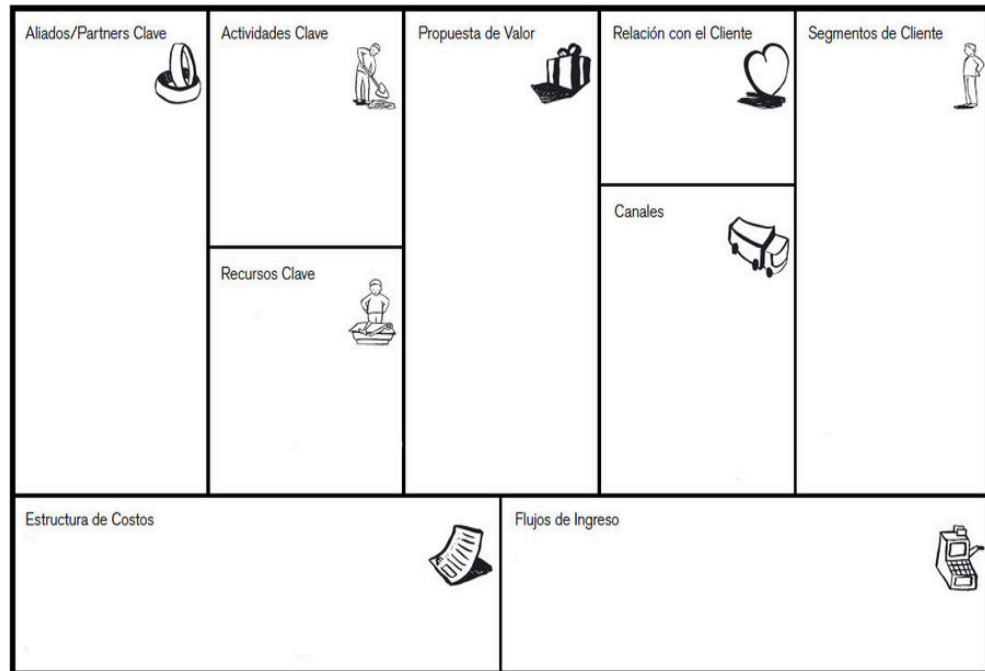 Aliados/Partners Clave
Actividades Clave
Propuesta de Valor
Relación con el Cliente
Segmentos de Cliente
Canales
Recursos Clave
Estructura de Costos
Flujos de Ingreso